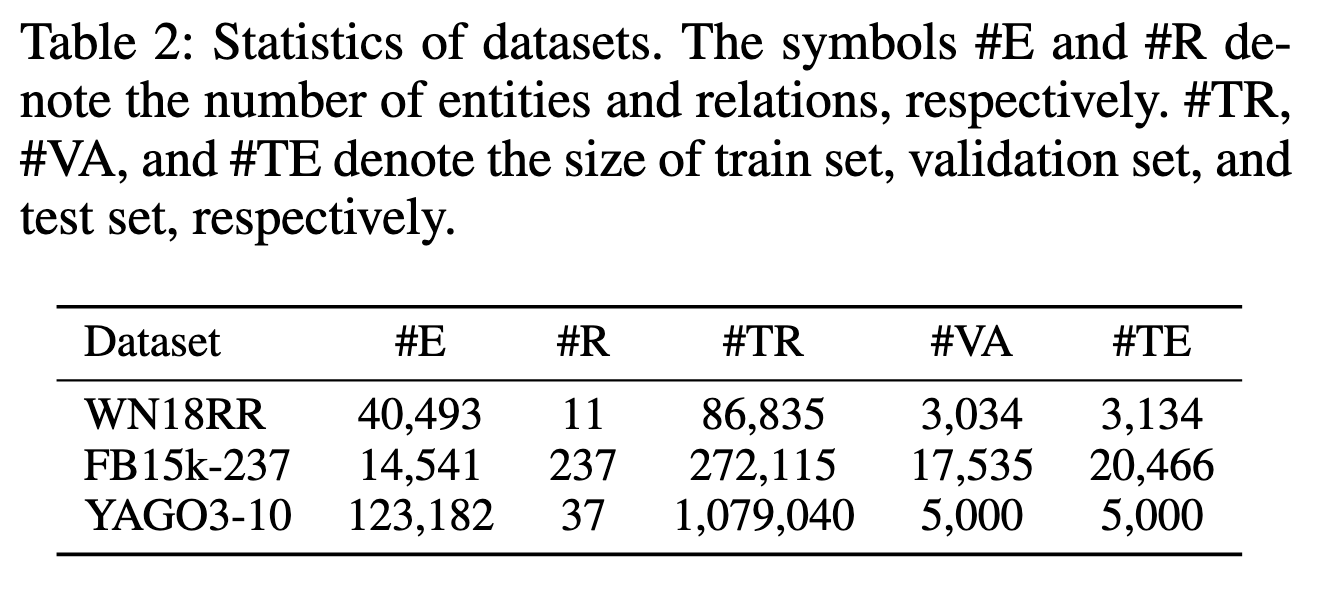 Table 2: Statistics of datasets. The symbols #E and #R de-
note the number of entities and relations, respectively. #TR,
#VA, and #TE denote the size of train set, validation set, and
test set, respectively.
Dataset #E #R #TR #VA #TE
WN18RR 40,493 11 86,835 3,034 3,134
FB15k-237 14,541 237 272,115 17,535 20,466
YAGO3-10 123,182 37 1,079,040 5,000 5,000